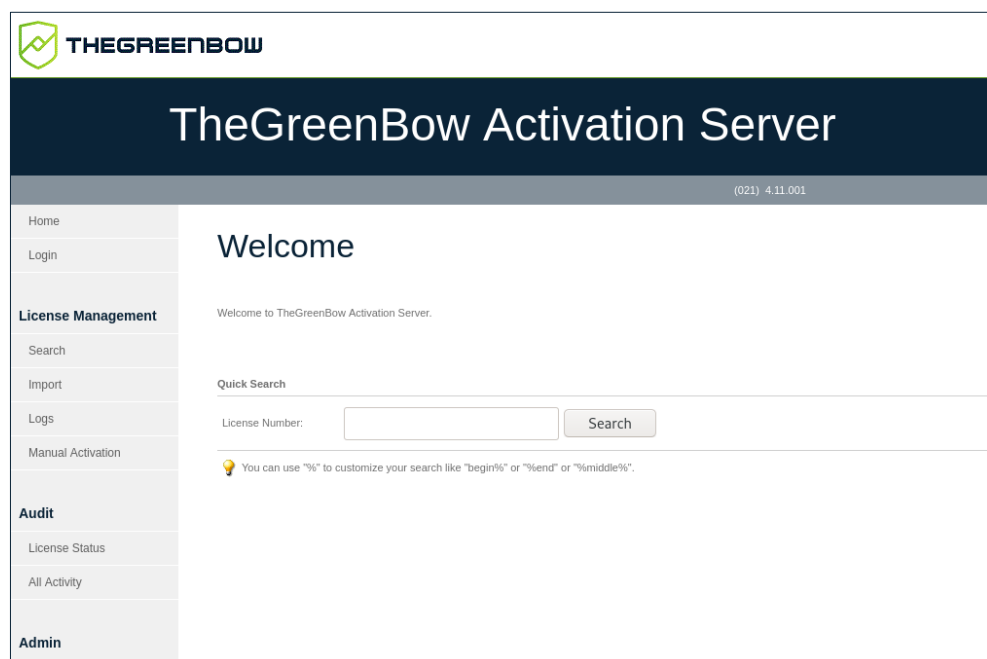 THEGREENBOW
TheGreenBow Activation Server
(021) 4.11.001
Home
Login
License Management
Search
Import
Logs
Manual Activation
Audit
License Status
All Activity
Admin
Welcome
Welcome to TheGreenBow Activation Server.
Quick Search
License Number:
Search
You can use "%" to customize your search like "begin%" or "%end" or "%middle%".